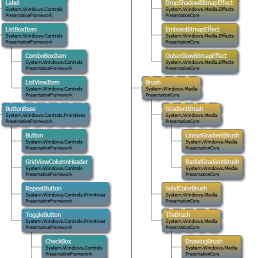 Label
System.Windows.Controls
PresentationFramework
ListBoxItem
System.Windows.Controls
PresentationFramework
ComboBoxItem
System.Windows.Controls
PresentationFramework
ListViewItem
System.Windows.Controls
PresentationFramework
ButtonBase
System.Windows.Controls.Primitives
PresentationFramework
Button
System.Windows.Controls
PresentationFramework
GridViewColumnHeader
System.Windows.Controls
PresentationFramework
RepeatButton
System.Windows.Controls.Primitives
PresentationFramework
ToggleButton
System.Windows.Controls.Primitives
PresentationFramework
CheckBox
System.Windows.Controls
PresentationFramework
DropShadowBitmapEffect
System.Windows.Media.Effects
PresentationCore
EmbossBitmapEffect
System.Windows.Media.Effects
PresentationCore
OuterGlowBitmapEffect
System.Windows.Media.Effects
PresentationCore
Brush
System.Windows.Media
PresentationCore
GradientBrush
System.Windows.Media
PresentationCore
LinearGradientBrush
System.Windows.Media
PresentationCore
RadialGradientBrush
System.Windows.Media
PresentationCore
SolidColorBrush
System.Windows.Media
PresentationCore
TileBrush
System.Windows.Media
PresentationCore
DrawingBrush
System.Windows.Media
PresentationCore